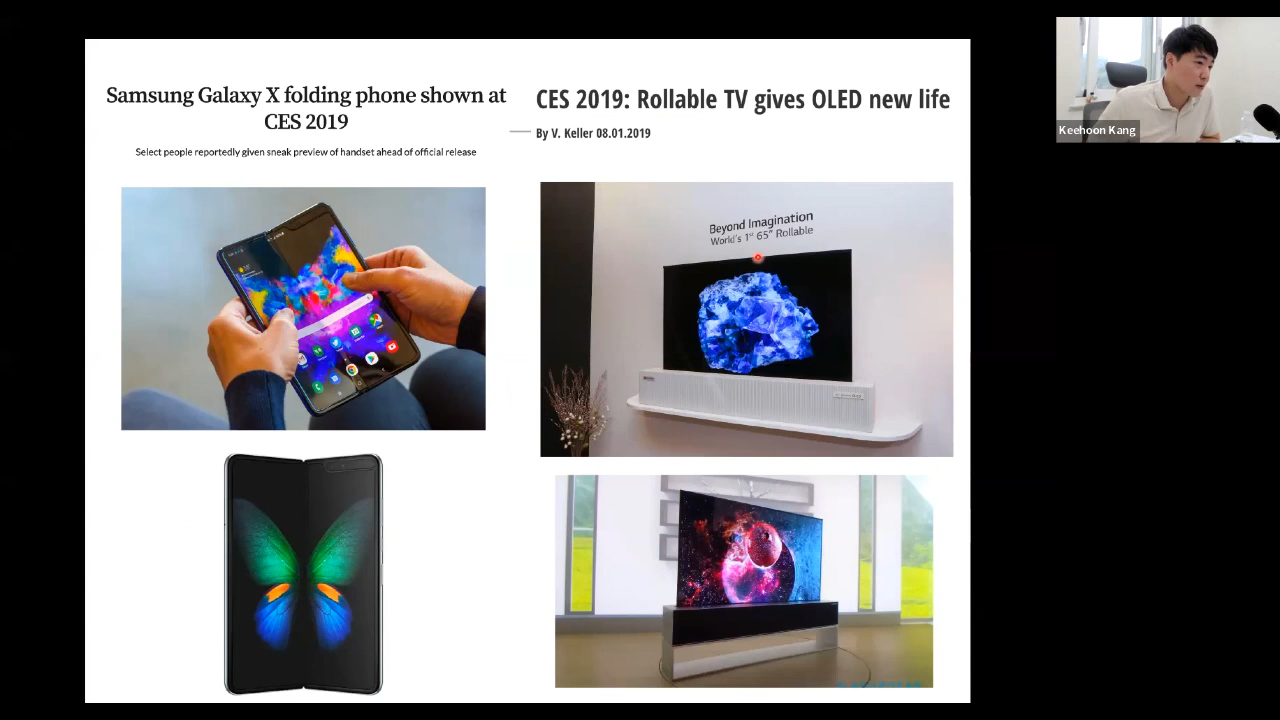 Samsung Galaxy X folding phone shown at
CES 2019
Select people reportedly given sneak preview of handset ahead of official release
CES 2019: Rollable TV gives OLED new life
By V. Keller 08.01.2019
Beyond Imagination
World's 1st 65" Rollable
Keehoon Kang